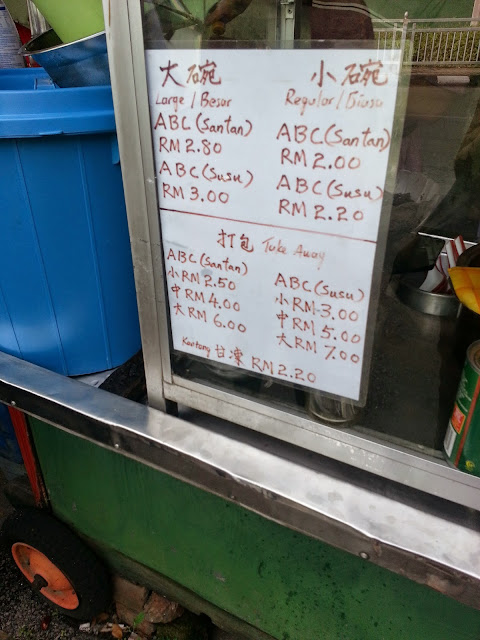 大碗
Large / Besar
ABC (Santan)
RM 2.80
ABC (Susu)
RM 3.00
小碗
Regular / Biasa
ABC (Santan)
RM 2.00
ABC (Susu)
RM 2.20
打包 Take Away
ABC (Santan)
小 RM 2.50
中 RM 4.00
大 RM 6.00
ABC (Susu)
小 RM 3.00
中 RM 5.00
大 RM 7.00
RM 2.20